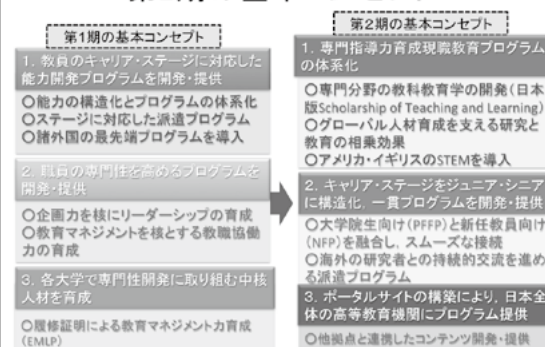 第1期の基本コンセプト
1. 教員のキャリア・ステージに対応した
能力開発プログラムを開発・提供
○能力の構造化とプログラムの体系化
○ステージに対応した派遣プログラム
○諸外国の最先端プログラムを導入
2. 職員の専門性を高めるプログラムを
開発・提供
○企画力を核にリーダーシップの育成
○教育マネジメントを核とする教職協働
力の育成
3. 各大学で専門性開発に取り組む中核
人材を育成
○履修証明による教育マネジメント力育成
(EMLP)
第2期の基本コンセプト
1. 専門指導力育成現職教育プログラム
の体系化
○専門分野の教科教育学の開発(日本
版Scholarship of Teaching and Learning)
○グローバル人材育成を支える研究と
教育の相乗効果
○アメリカ・イギリスのSTEMを導入
2. キャリア・ステージをジュニア・シニア
に構造化、一貫プログラムを開発・提供
○大学院生向け(PFFP)と新任教員向け
(NFP)を融合し、スムーズな接続
○海外の研究者との持続的交流を進め
る派遣プログラム
3. ポータルサイトの構築により、日本全
体の高等教育機関にプログラム提供
○他拠点と連携したコンテンツ開発・提供